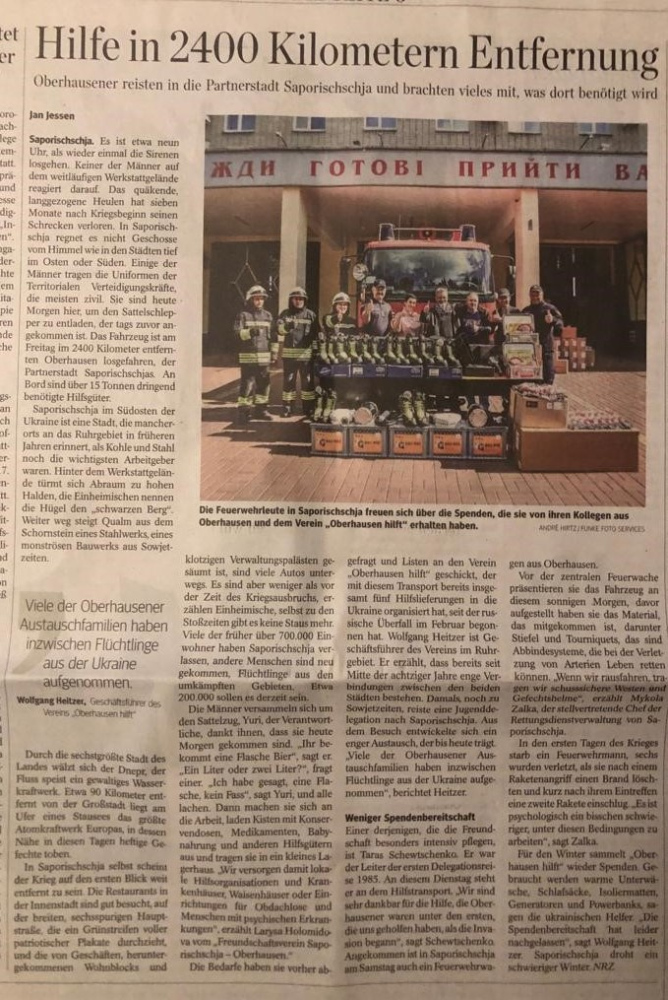 Hilfe in 2400 Kilometern Entfernung
Oberhausener reisten in die Partnerstadt Saporischschja und brachten vieles mit, was dort benötigt wird
Jan Jessen
Saporischschja. Es ist etwa neun
Uhr, als wieder einmal die Sirenen
losgehen. Keiner der Männer auf
dem weitläufigen Werkstattgelände
reagiert darauf. Das quäkende,
langgezogene Heulen hat sieben
Monate nach Kriegsbeginn seinen
Schrecken verloren. In Saporisch-
schja regnet es nicht Geschosse
vom Himmel wie in den Städten tief
im Osten oder Süden. Einige der
Männer tragen die Uniformen der
Territorialen Verteidigungskräfte,
die meisten zivil. Sie sind heute
Morgen hier, um den Sattelschlep-
per zu entladen, der tags zuvor an-
gekommen ist. Das Fahrzeug ist am
Freitag im 2400 Kilometer entfern-
ten Oberhausen losgefahren, der
Partnerstadt Saporischschjas. An
Bord sind über 15 Tonnen dringend
benötigte Hilfsgüter.
Saporischschja im Südosten der
Ukraine ist eine Stadt, die mancher-
orts an das Ruhrgebiet in früheren
Jahren erinnert, als Kohle und Stahl
noch die wichtigsten Arbeitgeber
waren. Hinter dem Werkstattgelän-
de türmt sich Abraum zu hohen
Halden, die Einheimischen nennen
die Hügel den „schwarzen Berg“.
Weiter weg steigt Qualm aus dem
Schornstein eines Stahlwerks, eines
monströsen Bauwerks aus Sowjet-
zeiten.
Viele der Oberhausener
Austauschfamilien haben
inzwischen Flüchtlinge
aus der Ukraine
aufgenommen.
Wolfgang Heitzer, Geschäftsführer des
Vereins „Oberhausen hilft“
Durch die sechstgrößte Stadt des
Landes wälzt sich der Dnepr, der
Fluss speist ein gewaltiges Wasser-
kraftwerk. Etwa 90 Kilometer ent-
fernt von der Großstadt liegt am
Ufer eines Stausees das größte
Atomkraftwerk Europas, in dessen
Nähe in diesen Tagen heftige Ge-
fechte toben.
In Saporischschja selbst scheint
der Krieg auf den ersten Blick weit
entfernt zu sein. Die Restaurants in
der Innenstadt sind gut besucht, auf
der breiten, sechsspurigen Haupt-
straße, die ein Grünstreifen voller
patriotischer Plakate durchzieht,
und die von Geschäften, herunter-
gekommenen Wohnblocks und
ЖДИ ГОТОВІ ПРИЙТИ ВА
Die Feuerwehrleute in Saporischschja freuen sich über die Spenden, die sie von ihren Kollegen aus
Oberhausen und dem Verein „Oberhausen hilft“ erhalten haben.
ANDRÉ HIRTZ / FUNKE FOTO SERVICES
klotzigen Verwaltungspalästen ge-
säumt ist, sind viele Autos unter-
wegs. Es sind aber weniger als vor
der Zeit des Kriegsausbruchs, er-
zählen Einheimische, selbst zu den
Stoßzeiten gibt es keine Staus mehr.
Viele der früher über 700.000 Ein-
wohner haben Saporischschja ver-
lassen, andere Menschen sind neu
gekommen, Flüchtlinge aus den
umkämpften Gebieten. Etwa
200.000 sollen es derzeit sein.
Die Männer versammeln sich um
den Sattelzug, Yuri, der Verantwort-
liche, dankt ihnen, dass sie heute
Morgen gekommen sind. „Ihr be-
kommt eine Flasche Bier“, sagt er.
„Ein Liter oder zwei Liter?“, fragt
einer. „Ich habe gesagt, eine Fla-
sche, kein Fass“, sagt Yuri, und alle
lachen. Dann machen sie sich an
die Arbeit, laden Kisten mit Konser-
vendosen, Medikamenten, Baby-
nahrung und anderen Hilfsgütern
aus und tragen sie in ein kleines La-
gerhaus. „Wir versorgen damit loka-
le Hilfsorganisationen und Kran-
kenhäuser, Waisenhäuser oder Ein-
richtungen für Obdachlose und
Menschen mit psychischen Erkran-
kungen“, erzählt Larysa Holomido-
va vom „Freundschaftsverein Sapo-
rischschja – Oberhausen.“
Die Bedarfe haben sie vorher ab-
gefragt und Listen an den Verein
„Oberhausen hilft“ geschickt, der
mit diesem Transport bereits insge-
samt fünf Hilfslieferungen in die
Ukraine organisiert hat, seit der rus-
sische Überfall im Februar begon-
nen hat. Wolfgang Heitzer ist Ge-
schäftsführer des Vereins im Ruhr-
gebiet. Er erzählt, dass bereits seit
Mitte der achtziger Jahre enge Ver-
bindungen zwischen den beiden
Städten bestehen. Damals, noch zu
Sowjetzeiten, reiste eine Jugenddele-
gation nach Saporischschja. Aus
dem Besuch entwickelte sich ein
enger Austausch, der bis heute trägt.
„Viele der Oberhausener Aus-
tauschfamilien haben inzwischen
Flüchtlinge aus der Ukraine aufge-
nommen“, berichtet Heitzer.
Weniger Spendenbereitschaft
Einer derjenigen, die die Freund-
schaft besonders intensiv pflegen,
ist Taras Schewtschenko. Er war
der Leiter der ersten Delegationsrei-
se 1985. An diesem Dienstag steht
er an dem Hilfstransport. „Wir sind
sehr dankbar für die Hilfe, die Ober-
hausener waren unter den ersten,
die uns geholfen haben, als die Inva-
sion begann“, sagt Schewtschenko.
Angekommen ist in Saporischschja
am Samstag auch ein Feuerwehrwa-
gen aus Oberhausen.
Vor der zentralen Feuerwache
präsentieren sie das Fahrzeug an
diesem sonnigen Morgen, davor
aufgestellt haben sie das Material,
das mitgekommen ist, darunter
Stiefel und Tourniquets, das sind
Abbindesysteme, die bei der Verlet-
zung von Arterien Leben retten
können. „Wenn wir rausfahren, tra-
gen wir schusssichere Westen und
Gefechtshelme“, erzählt Mykola
Zalka, der stellvertretende Chef der
Rettungsdienstverwaltung von Sa-
porischschja.
In den ersten Tagen des Krieges
starb ein Feuerwehrmann, sechs
wurden verletzt, als sie nach einem
Raketenangriff einen Brand lösch-
ten und kurz nach ihrem Eintreffen
eine zweite Rakete einschlug. „Es ist
psychologisch ein bisschen schwie-
riger, unter diesen Bedingungen zu
arbeiten“, sagt Zalka.
Für den Winter sammelt „Ober-
hausen hilft“ wieder Spenden. Ge-
braucht werden warme Unterwä-
sche, Schlafsäcke, Isoliermatten,
Generatoren und Powerbanks, sa-
gen die ukrainischen Helfer. „Die
Spendenbereitschaft hat leider
nachgelassen“, sagt Wolfgang Heit-
zer. Saporischschja droht ein
schwieriger Winter. NRZ